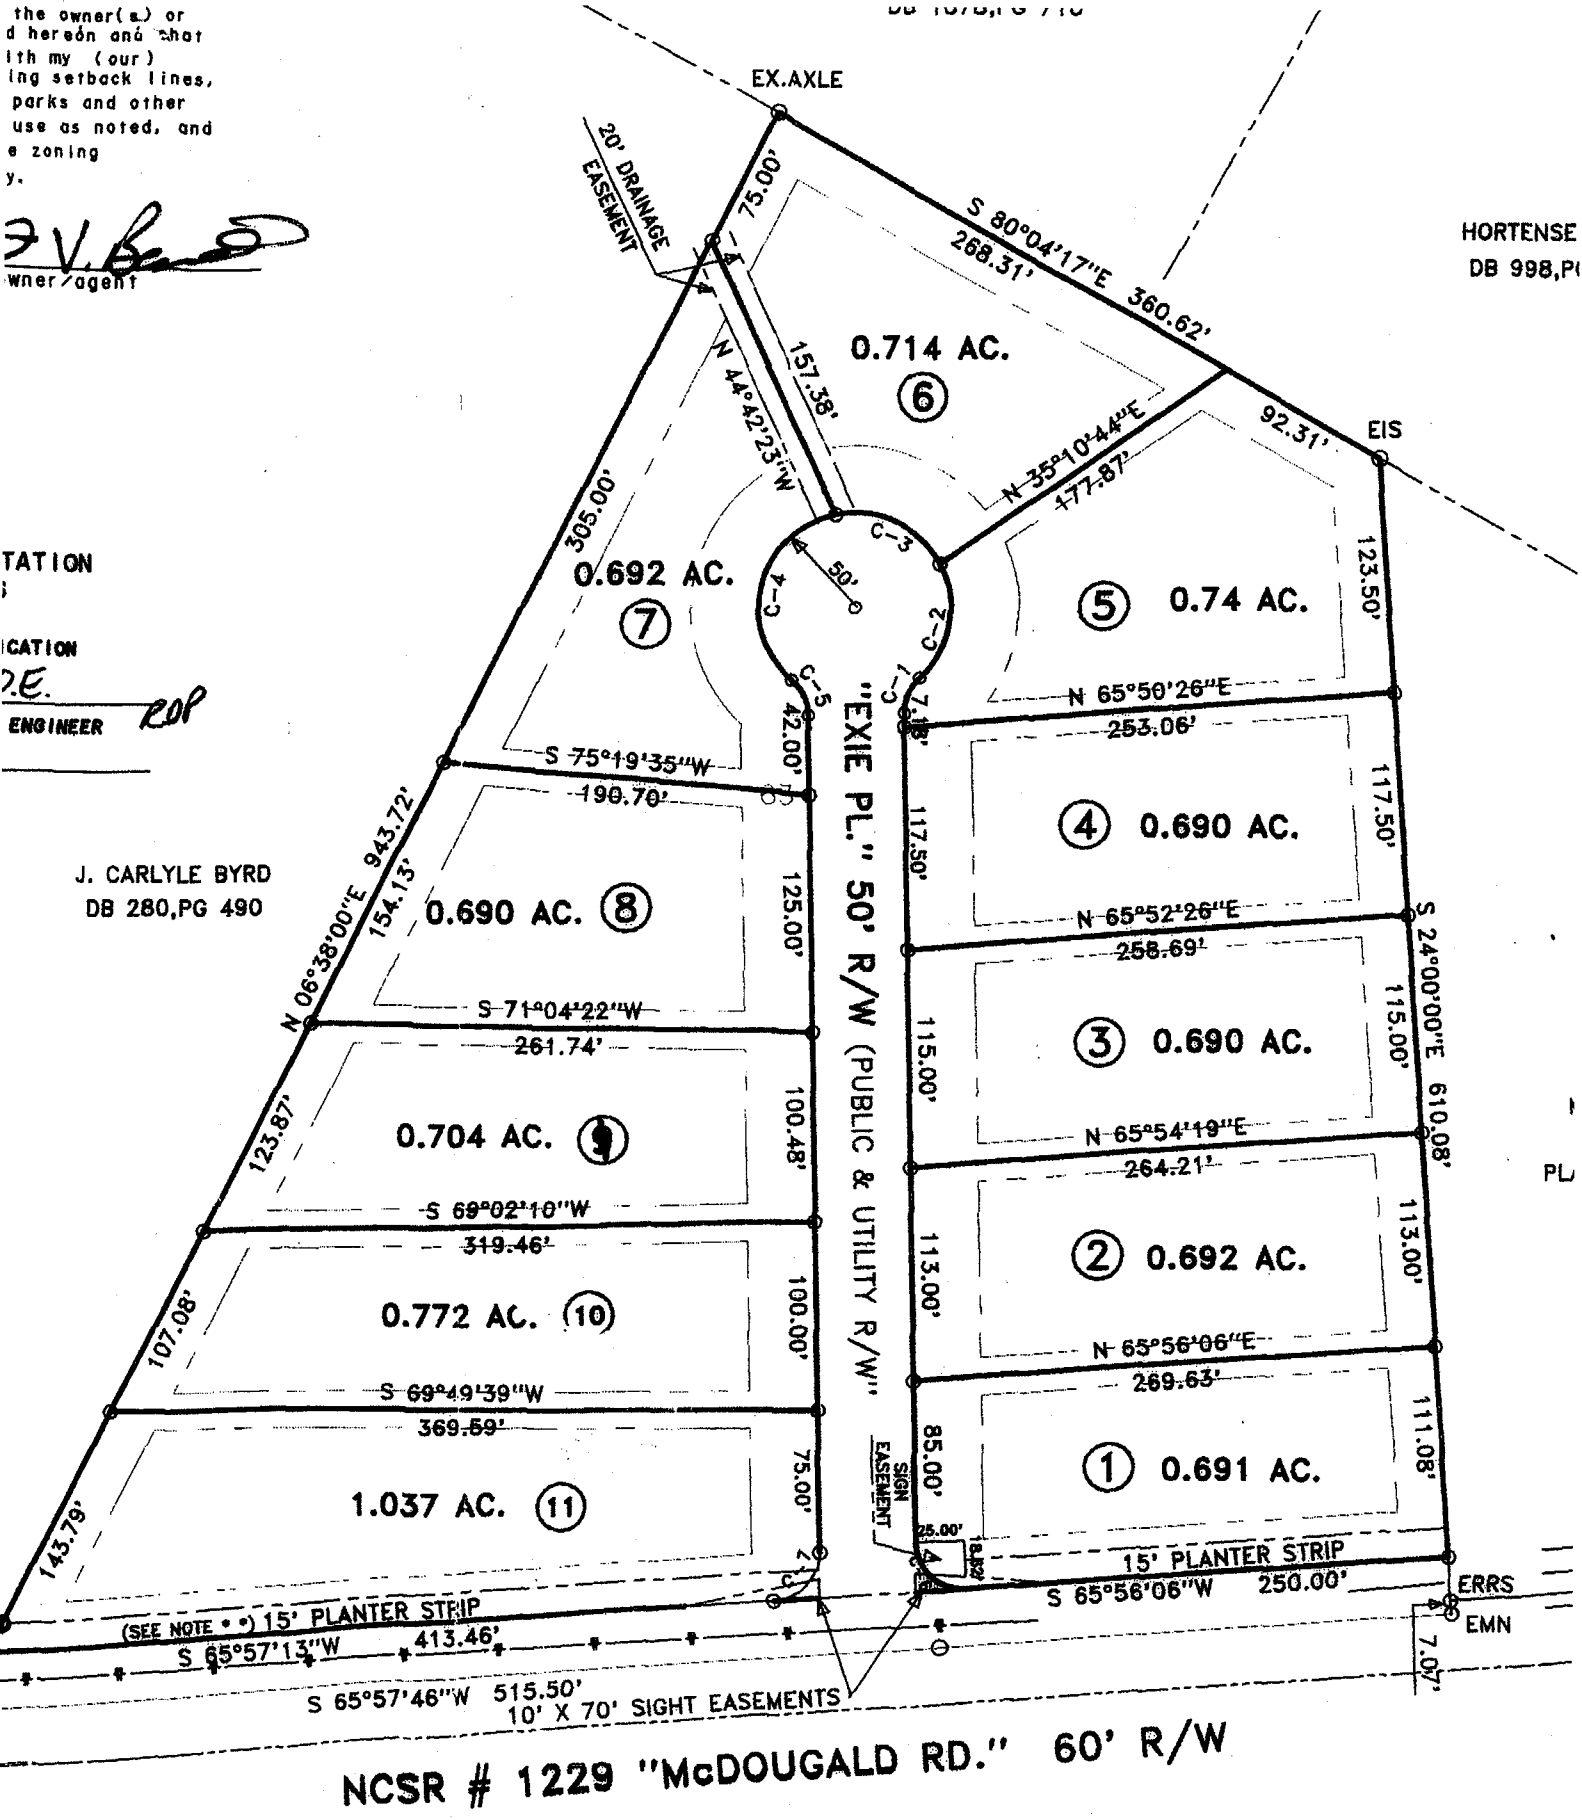 the owner(s) or
d hereon and that
ith my (our)
ing setback lines,
parks and other
use as noted, and
e zoning
y.
wner/agent
TATION
ICATION
P.E.
ENGINEER
RDP
EX.AXLE
20' DRAINAGE
EASEMENT
75.00'
S 80°04'17"E 360.62'
268.31'
HORTENSE
DB 998,P
N 44°42'23"W
157.38'
0.714 AC.
6
N 35°10'44"E
177.87'
92.31'
EIS
305.00'
0.692 AC.
7
C-3
C-4
50'
C-2
C-1
C-5
5 0.74 AC.
123.50'
N 65°50'26"E
253.06'
7.18'
42.00'
S 75°19'35"W
190.70'
"EXIE PL." 50' R/W (PUBLIC & UTILITY R/W"
4 0.690 AC.
117.50'
117.50'
N 65°52'26"E
258.69'
J. CARLYLE BYRD
DB 280,PG 490
N 06°38'00"E 943.72'
154.13'
0.690 AC. 8
125.00'
S 71°04'22"W
261.74'
S 24°00'00"E 610.08'
3 0.690 AC.
115.00'
115.00'
N 65°54'19"E
264.21'
123.87'
0.704 AC. 9
100.48'
S 69°02'10"W
319.46'
PL
2 0.692 AC.
113.00'
113.00'
N 65°56'06"E
269.63'
107.08'
0.772 AC. 10
100.00'
S 69°49'39"W
369.59'
1 0.691 AC.
85.00'
111.08'
SIGN
EASEMENT
25.00'
18.82'
143.79'
1.037 AC. 11
75.00'
C-7
15' PLANTER STRIP
S 65°56'06"W 250.00'
ERRS
EMN
7.07'
(SEE NOTE * *) 15' PLANTER STRIP
S 65°57'13"W 413.46'
S 65°57'46"W 515.50'
10' X 70' SIGHT EASEMENTS
NCSR # 1229 "McDOUGALD RD." 60' R/W